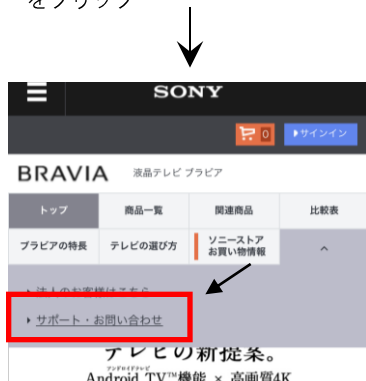 をクリック
SONY
0 サインイン
BRAVIA 液晶テレビ ブラビア
トップ 商品一覧 関連商品 比較表
ブラビアの特長 テレビの選び方 ソニーストア
お買い物情報
法人のお客様はこちら
サポート・お問い合わせ
テレビの新提案。
アンドロイドテレビ
Android TV™機能 × 高画質4K